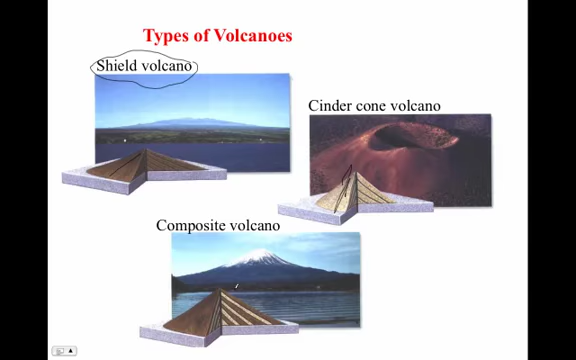 Types of Volcanoes
Shield volcano
Cinder cone volcano
Composite volcano